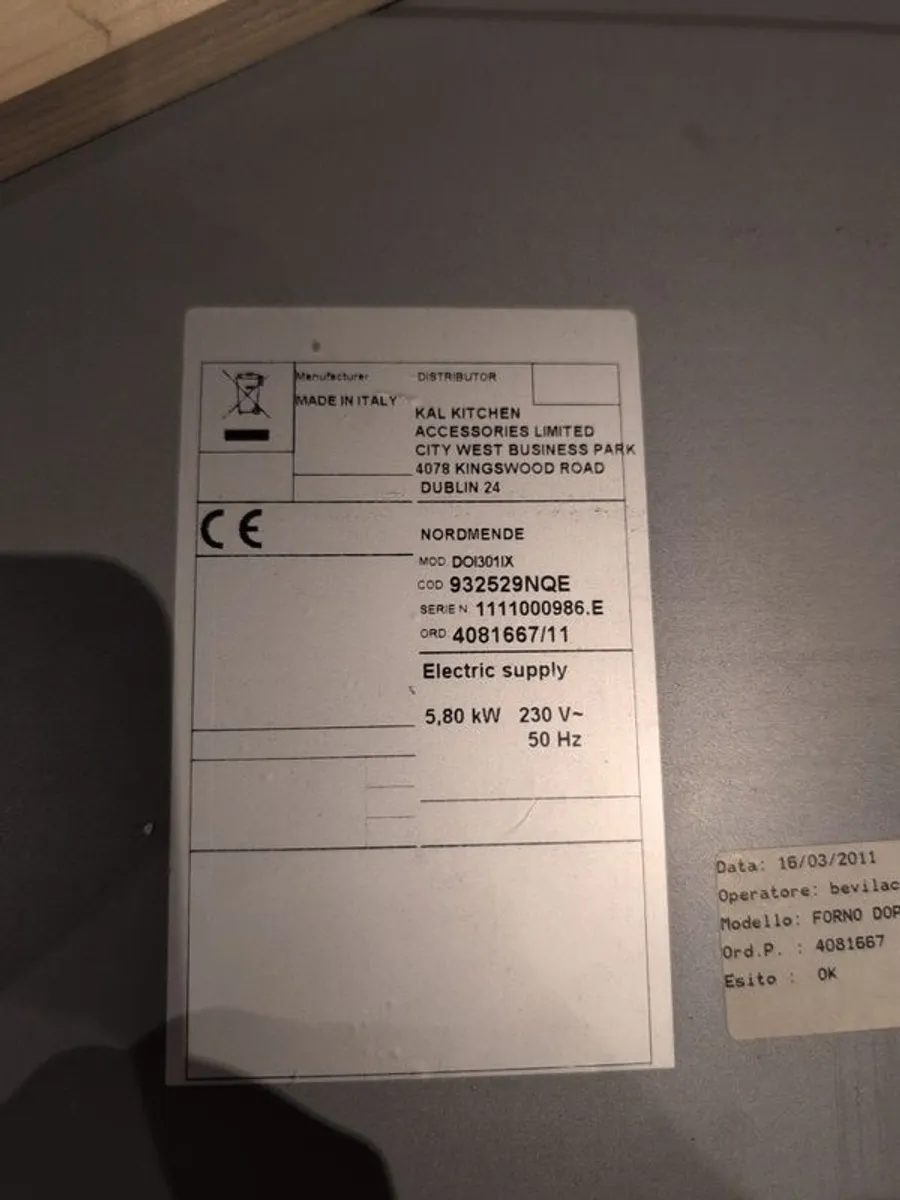 Manufacturer
MADE IN ITALY
DISTRIBUTOR
KAL KITCHEN
ACCESSORIES LIMITED
CITY WEST BUSINESS PARK
4078 KINGSWOOD ROAD
DUBLIN 24
CE
NORDMENDE
MOD. DOI301IX
COD 932529NQE
SERIE N. 1111000986.E
ORD. 4081667/11
Electric supply
5,80 kW 230 V~
50 Hz
Data: 16/03/2011
Operatore: bevilac
Modello: FORNO DOP
Ord.P. : 4081667
Esito : OK